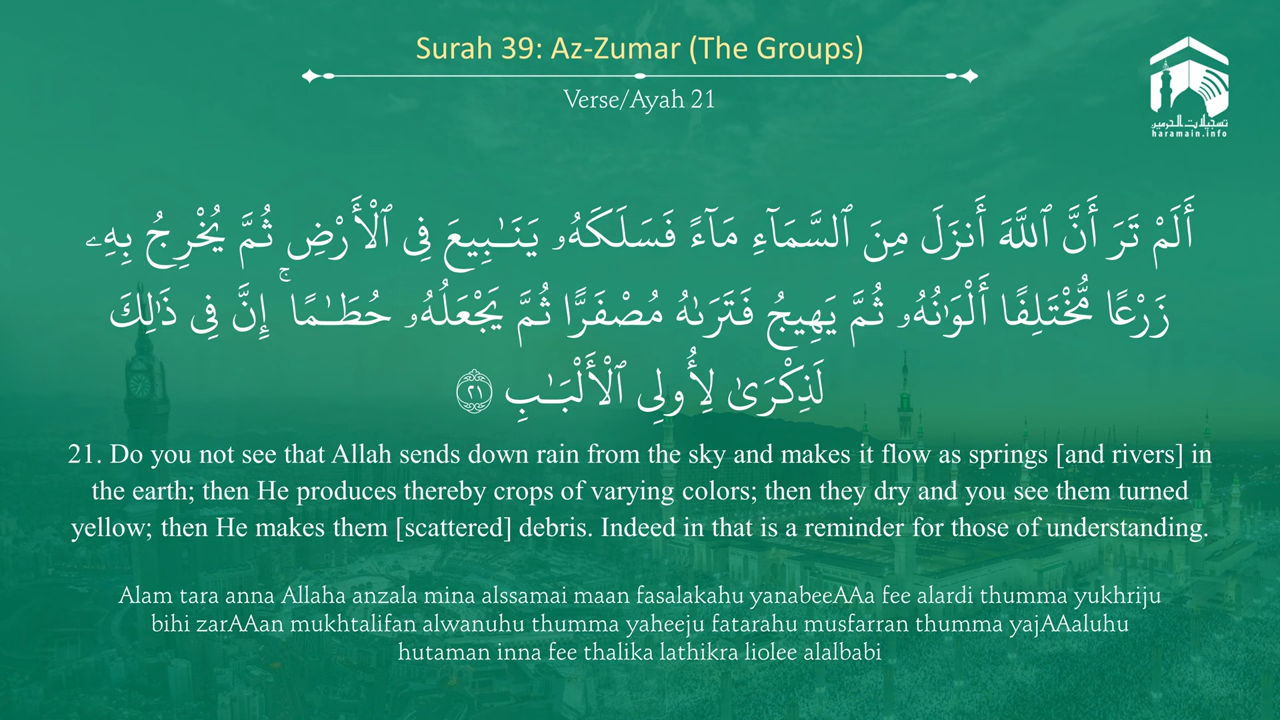 Surah 39: Az-Zumar (The Groups)
Verse/Ayah 21
تسجيلات الحرمين
haramain.info
أَلَمْ تَرَ أَنَّ ٱللَّهَ أَنزَلَ مِنَ ٱلسَّمَآءِ مَآءً فَسَلَكَهُۥ يَنَـٰبِيعَ فِى ٱلْأَرْضِ ثُمَّ يُخْرِجُ بِهِۦ
زَرْعًا مُّخْتَلِفًا أَلْوَٰنُهُۥ ثُمَّ يَهِيجُ فَتَرَىٰهُ مُصْفَرًّا ثُمَّ يَجْعَلُهُۥ حُطَـٰمًا ۚ إِنَّ فِى ذَٰلِكَ
لَذِكْرَىٰ لِأُو۟لِى ٱلْأَلْبَـٰبِ ٢١
21. Do you not see that Allah sends down rain from the sky and makes it flow as springs [and rivers] in
the earth; then He produces thereby crops of varying colors; then they dry and you see them turned
yellow; then He makes them [scattered] debris. Indeed in that is a reminder for those of understanding.
Alam tara anna Allaha anzala mina alssamai maan fasalakahu yanabeeAAa fee alardi thumma yukhriju
bihi zarAAan mukhtalifan alwanuhu thumma yaheeju fatarahu musfarran thumma yajAAaluhu
hutaman inna fee thalika lathikra liolee alalbabi